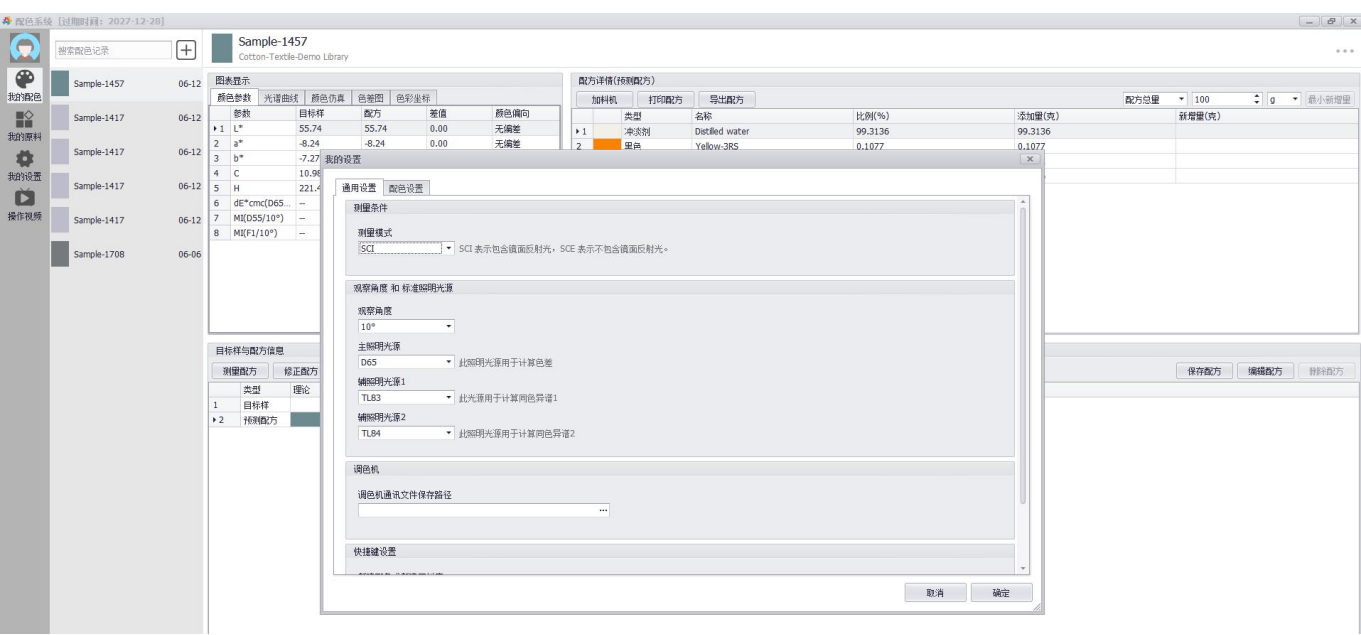 配色系统 [过期时间: 2027-12-28]
搜索配色记录
Sample-1457
Cotton-Textile-Demo Library
我的配色
我的原料
我的设置
操作视频
Sample-1457 06-12
Sample-1417 06-12
Sample-1417 06-12
Sample-1417 06-12
Sample-1417 06-12
Sample-1708 06-06
图表显示
颜色参数 光谱曲线 颜色仿真 色差图 色彩坐标
参数 目标样 配方 差值 颜色偏向
1 L* 55.74 55.74 0.00 无偏差
2 a* -8.24 -8.24 0.00 无偏差
3 b* -7.27
4 C 10.98
5 H 221.4
6 dE*cmc(D65... --
7 MI(D55/10°) --
8 MI(F1/10°) --
配方详情(预测配方)
加料机 打印配方 导出配方 配方总量 100 g 最小新增量
类型 名称 比例(%) 添加量(克) 新增量(克)
1 冲淡剂 Distilled water 99.3136 99.3136
2 黑色 Yellow-3RS 0.1077 0.1077
目标样与配方信息
测量配方 修正配方
保存配方 编辑配方 删除配方
类型 理论
1 目标样
2 预测配方
我的设置
通用设置 配色设置
测量条件
测量模式
SCI SCI 表示包含镜面反射光，SCE 表示不包含镜面反射光。
观察角度 和 标准照明光源
观察角度
10°
主照明光源
D65 此照明光源用于计算色差
辅照明光源1
TL83 此光源用于计算同色异谱1
辅照明光源2
TL84 此照明光源用于计算同色异谱2
调色机
调色机通讯文件保存路径
...
快捷键设置
取消 确定